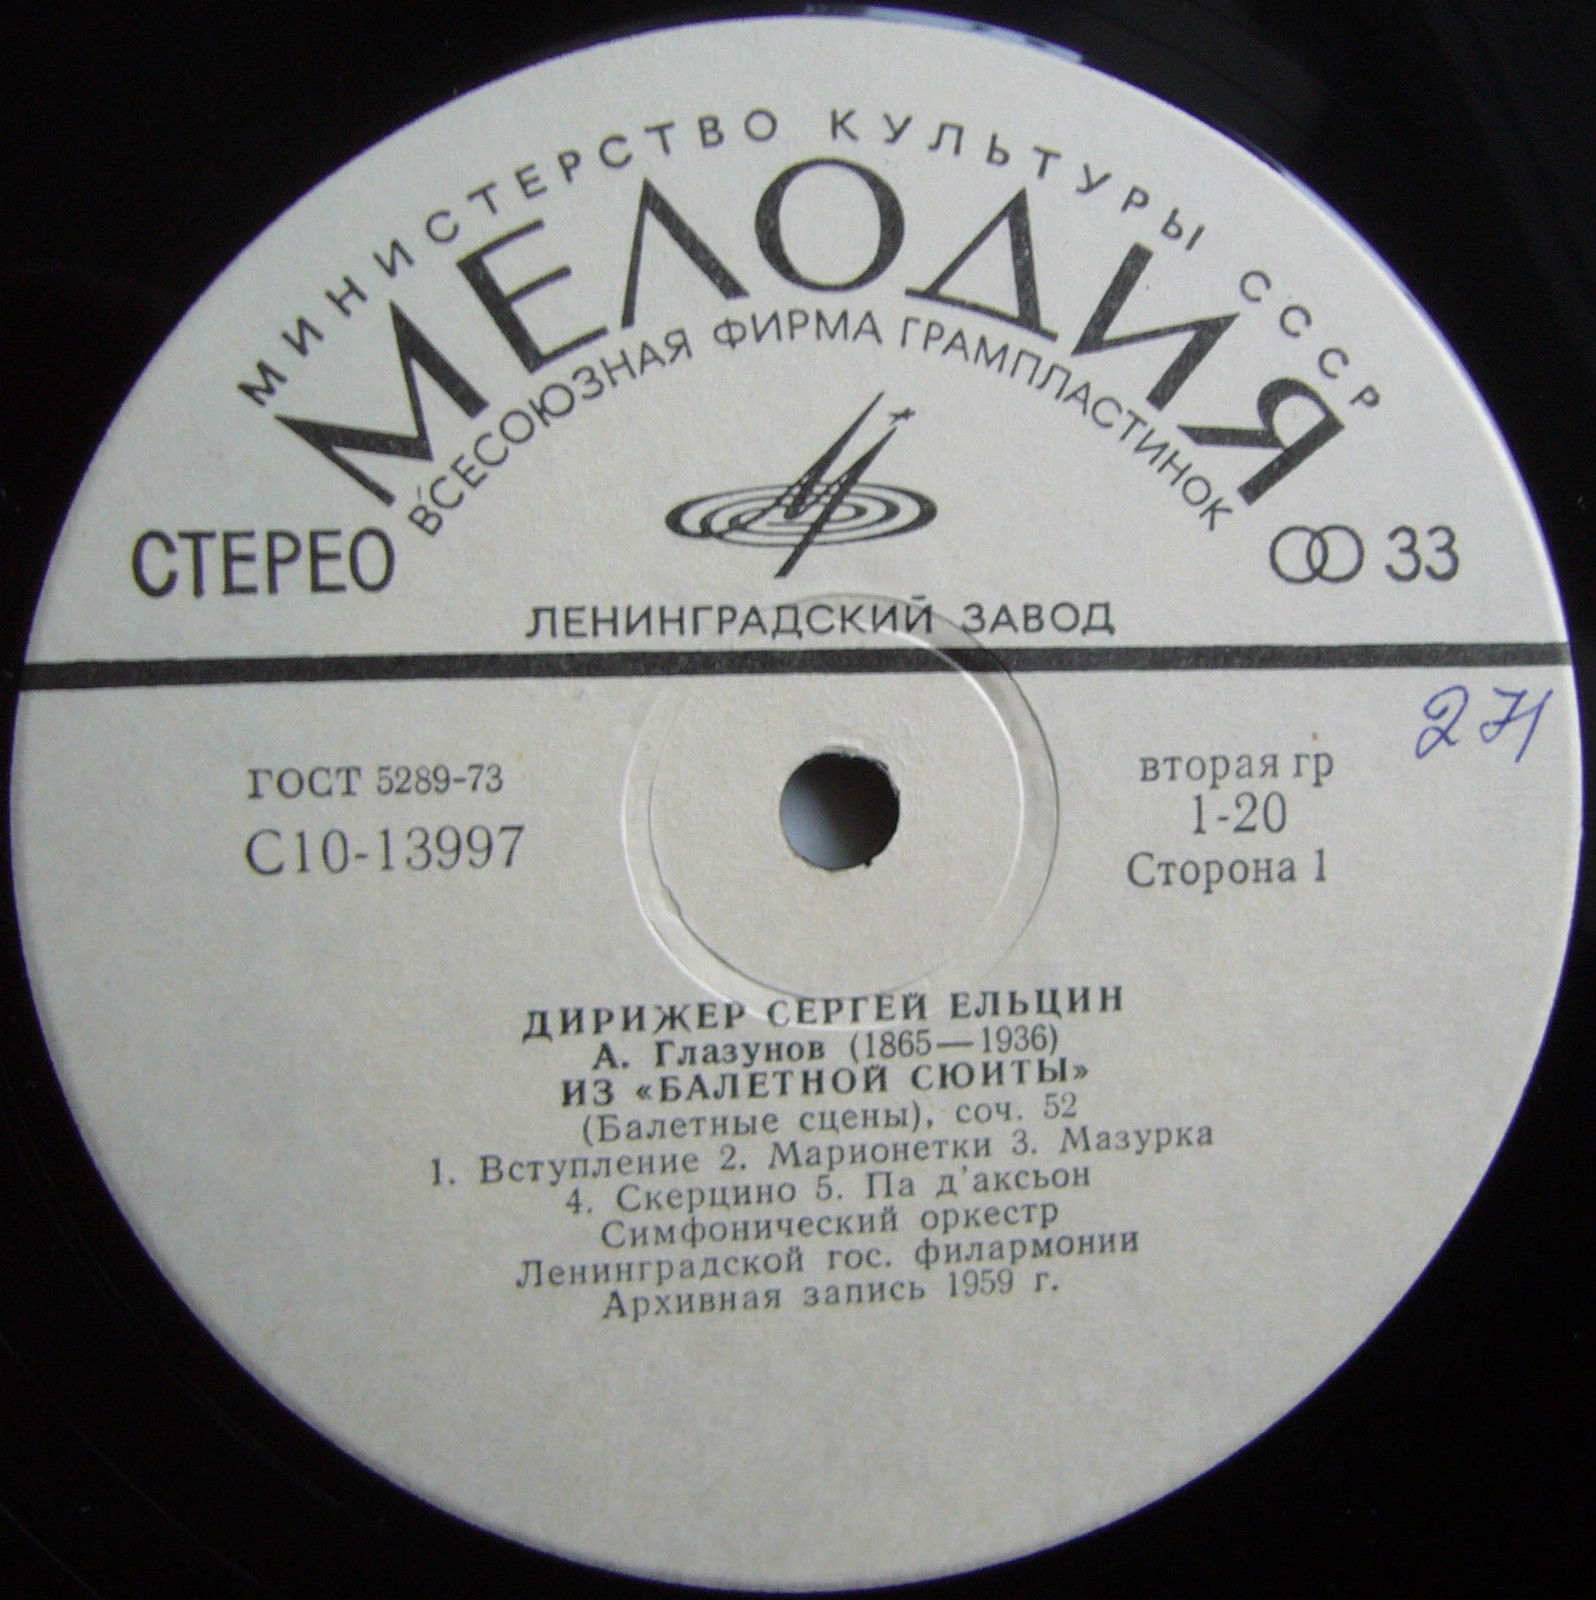 МИНИСТЕРСТВО КУЛЬТУРЫ СССР
МЕЛОДИЯ
ВСЕСОЮЗНАЯ ФИРМА ГРАМПЛАСТИНОК
СТЕРЕО
33
ЛЕНИНГРАДСКИЙ ЗАВОД
271
ГОСТ 5289-73
С10-13997
вторая гр
1-20
Сторона 1
ДИРИЖЕР СЕРГЕЙ ЕЛЬЦИН
А. Глазунов (1865—1936)
ИЗ «БАЛЕТНОЙ СЮИТЫ»
(Балетные сцены), соч. 52
1. Вступление 2. Марионетки 3. Мазурка
4. Скерцино 5. Па д'аксьон
Симфонический оркестр
Ленинградской гос. филармонии
Архивная запись 1959 г.